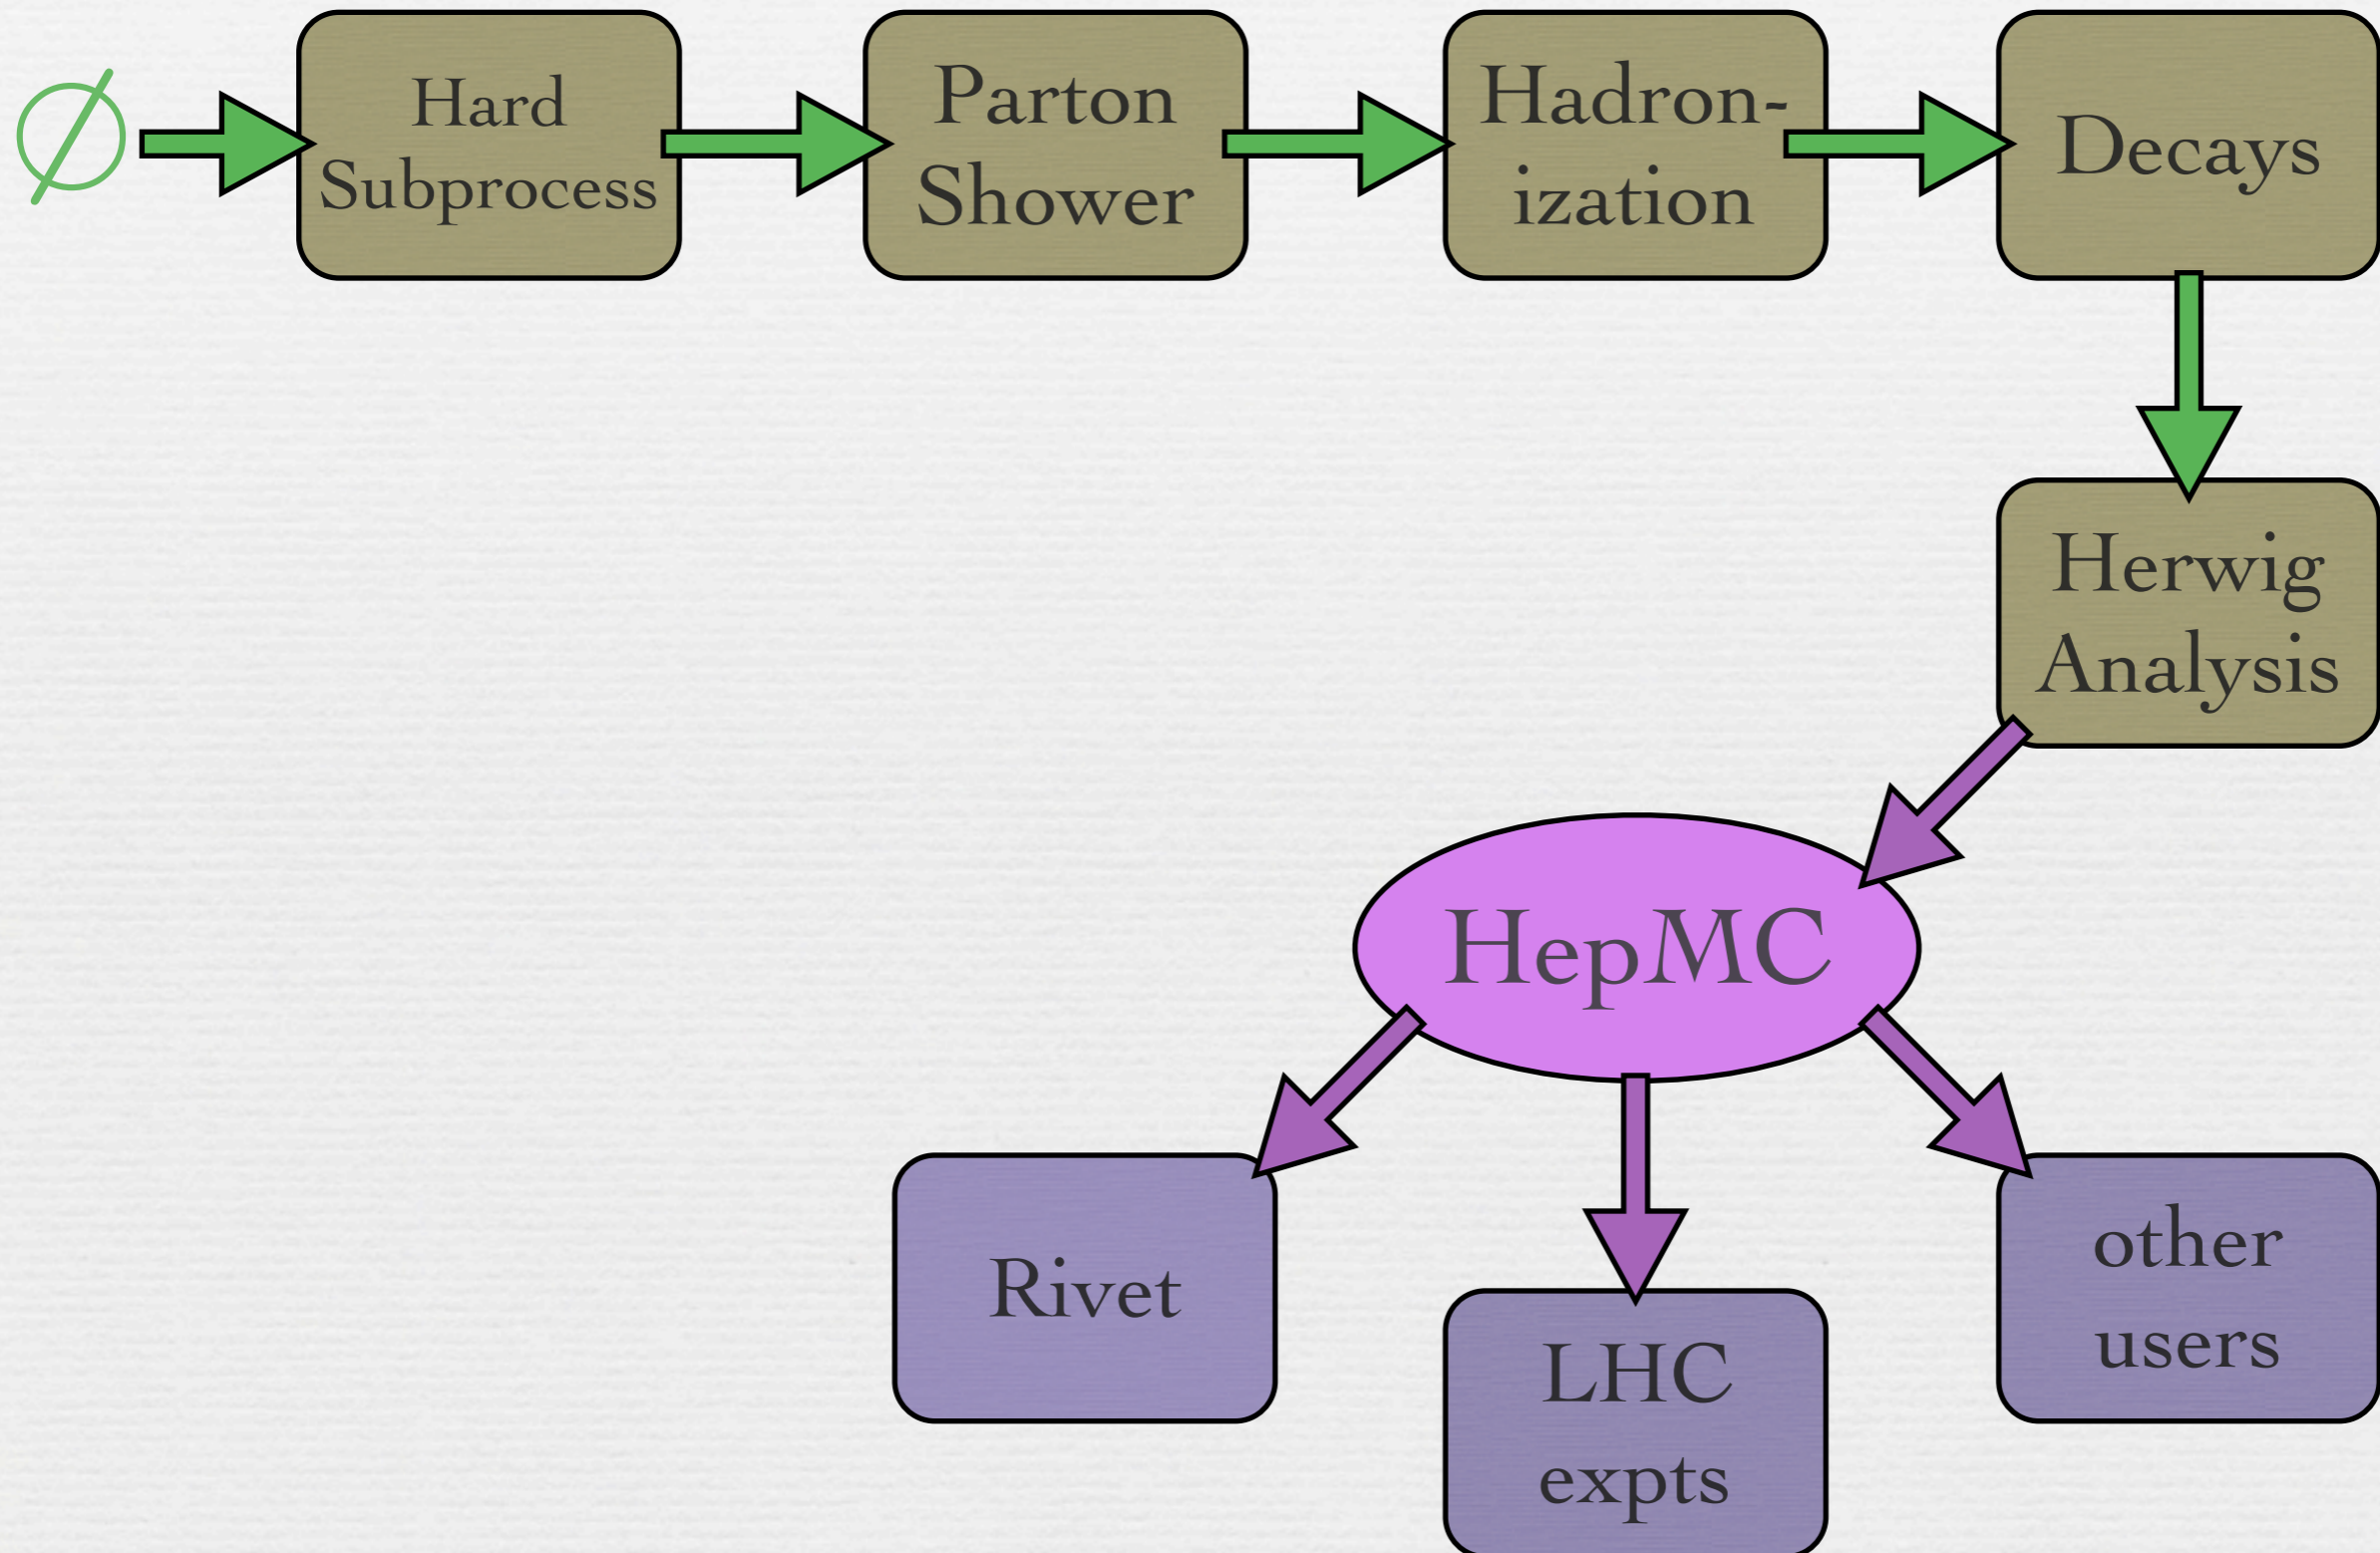 ∅
Hard
Subprocess
Parton
Shower
Hadron-
ization
Decays
Herwig
Analysis
HepMC
Rivet
LHC
expts
other
users